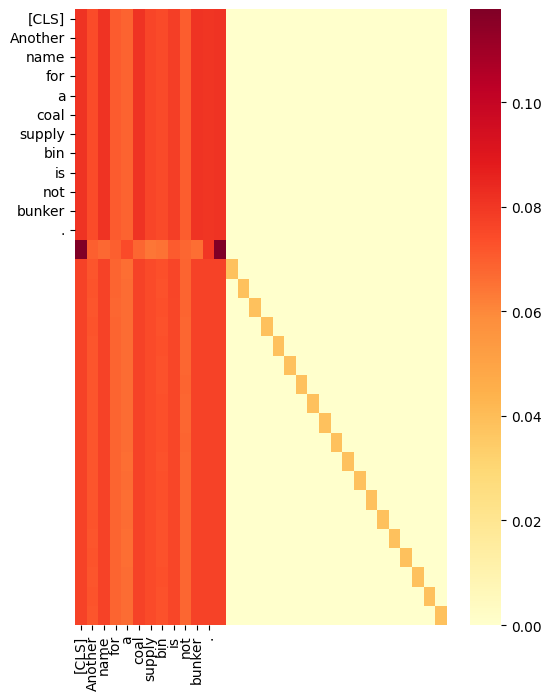 [CLS]
Another
name
for
a
coal
supply
bin
is
not
bunker
.
0.10
0.08
0.06
0.04
0.02
0.00
[CLS]
Another
name
for
a
coal
supply
bin
is
not
bunker
.